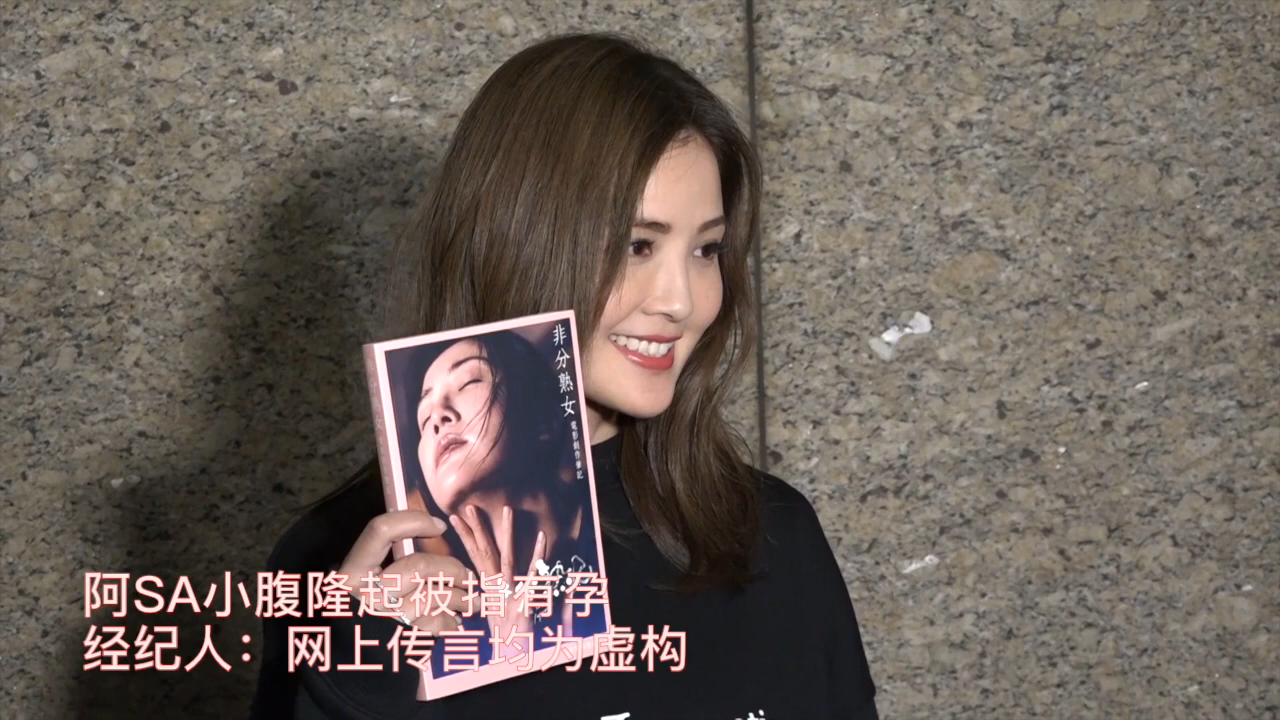 非分熟女
電影創作筆記
阿SA小腹隆起被指有孕
经纪人：网上传言均为虚构